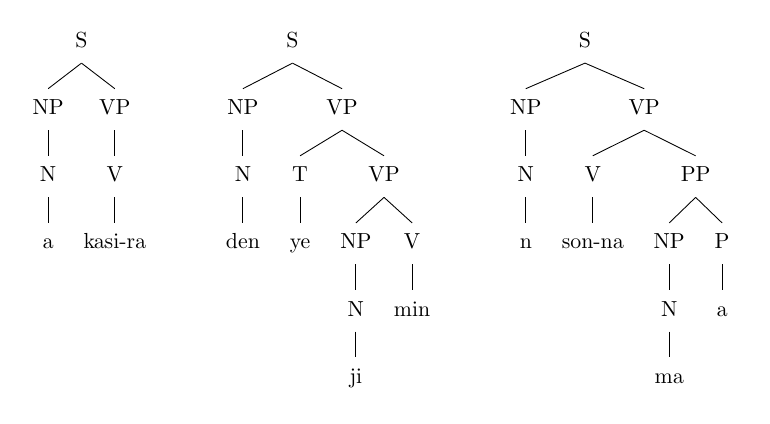 S S S
NP VP NP VP NP VP
N V N T VP N V PP
a kasi-ra den ye NP V n son-na NP P
N min N a
ji ma